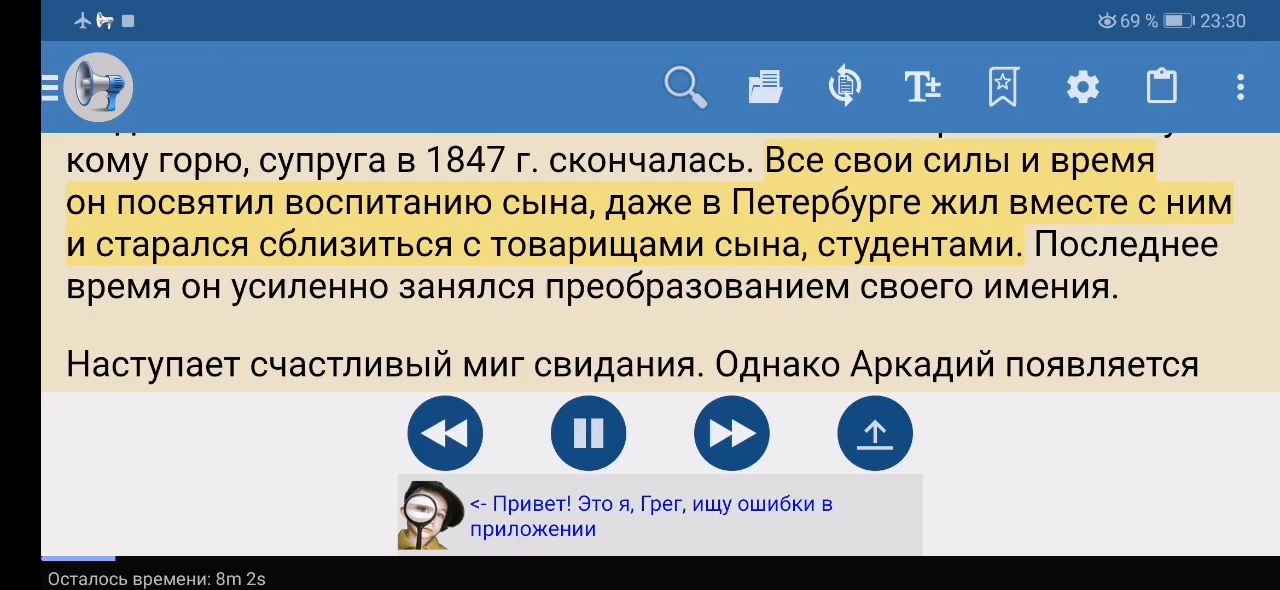 69 % 23:30
T±
кому горю, супруга в 1847 г. скончалась. Все свои силы и время
он посвятил воспитанию сына, даже в Петербурге жил вместе с ним
и старался сблизиться с товарищами сына, студентами. Последнее
время он усиленно занялся преобразованием своего имения.
Наступает счастливый миг свидания. Однако Аркадий появляется
<- Привет! Это я, Грег, ищу ошибки в
приложении
Осталось времени: 8m 2s